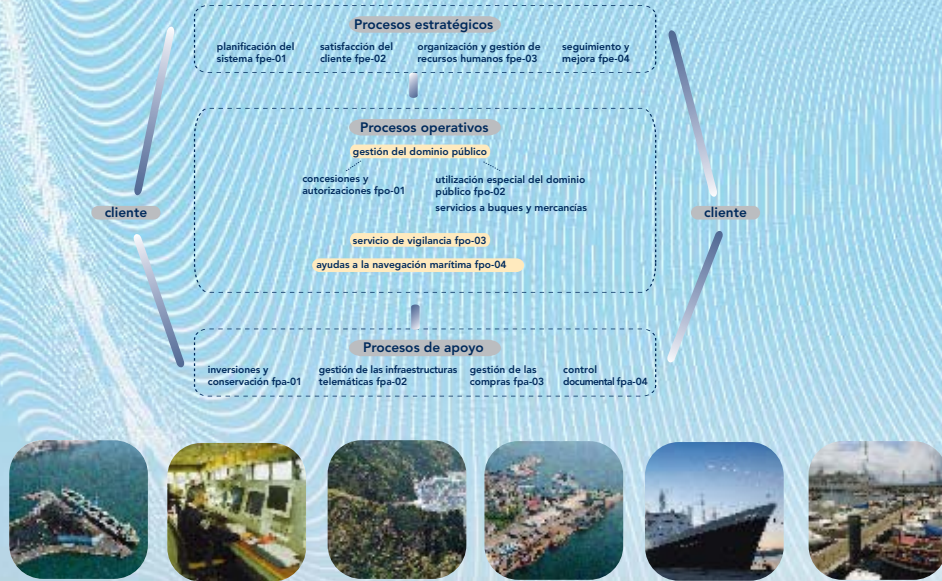 Procesos estratégicos
planificación del
sistema fpe-01
satisfacción del
cliente fpe-02
organización y gestión de
recursos humanos fpe-03
seguimiento y
mejora fpe-04
Procesos operativos
gestión del dominio público
concesiones y
autorizaciones fpo-01
utilización especial del dominio
público fpo-02
servicios a buques y mercancías
cliente
cliente
servicio de vigilancia fpo-03
ayudas a la navegación marítima fpo-04
Procesos de apoyo
inversiones y
conservación fpa-01
gestión de las infraestructuras
telemáticas fpa-02
gestión de las
compras fpa-03
control
documental fpa-04